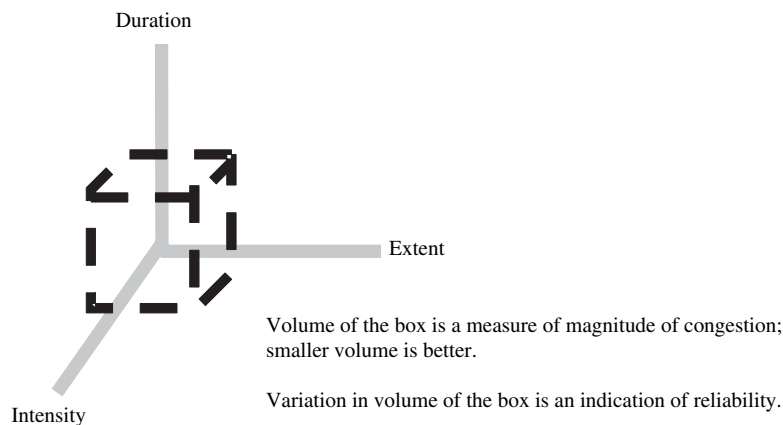 Duration
Extent
Volume of the box is a measure of magnitude of congestion;
smaller volume is better.
Variation in volume of the box is an indication of reliability.
Intensity